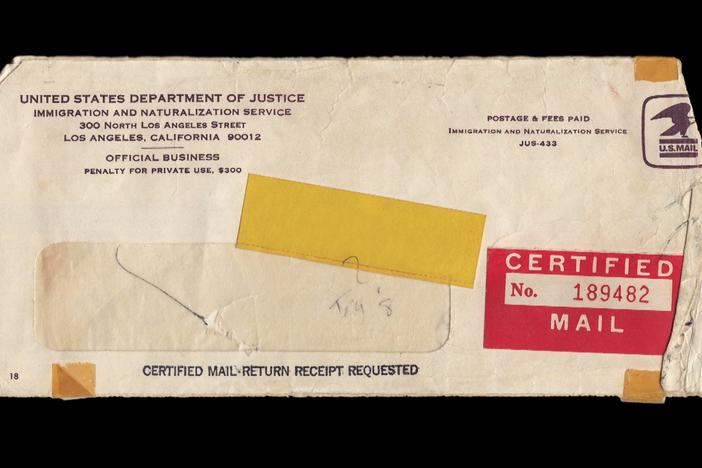 UNITED STATES DEPARTMENT OF JUSTICE
IMMIGRATION AND NATURALIZATION SERVICE
300 NORTH LOS ANGELES STREET
LOS ANGELES, CALIFORNIA 90012
OFFICIAL BUSINESS
PENALTY FOR PRIVATE USE, $300
POSTAGE & FEES PAID
IMMIGRATION AND NATURALIZATION SERVICE
JUS-433
U.S.MAIL
CERTIFIED
No. 189482
MAIL
18
CERTIFIED MAIL-RETURN RECEIPT REQUESTED